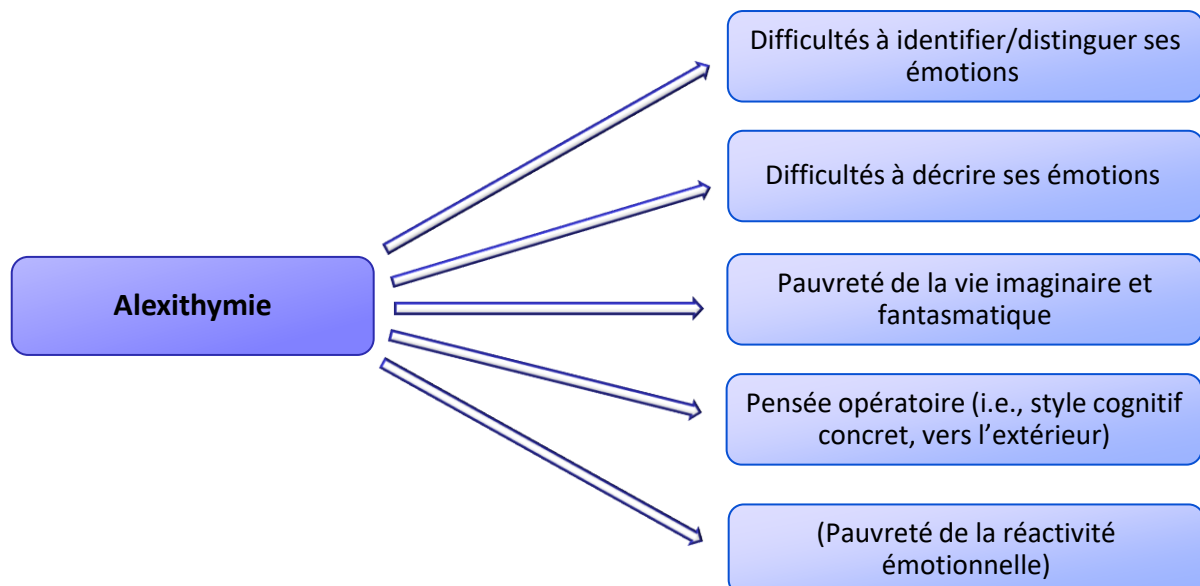 Difficultés à identifier/distinguer ses
émotions
Difficultés à décrire ses émotions
Alexithymie
Pauvreté de la vie imaginaire et
fantasmatique
Pensée opératoire (i.e., style cognitif
concret, vers l’extérieur)
(Pauvreté de la réactivité
émotionnelle)